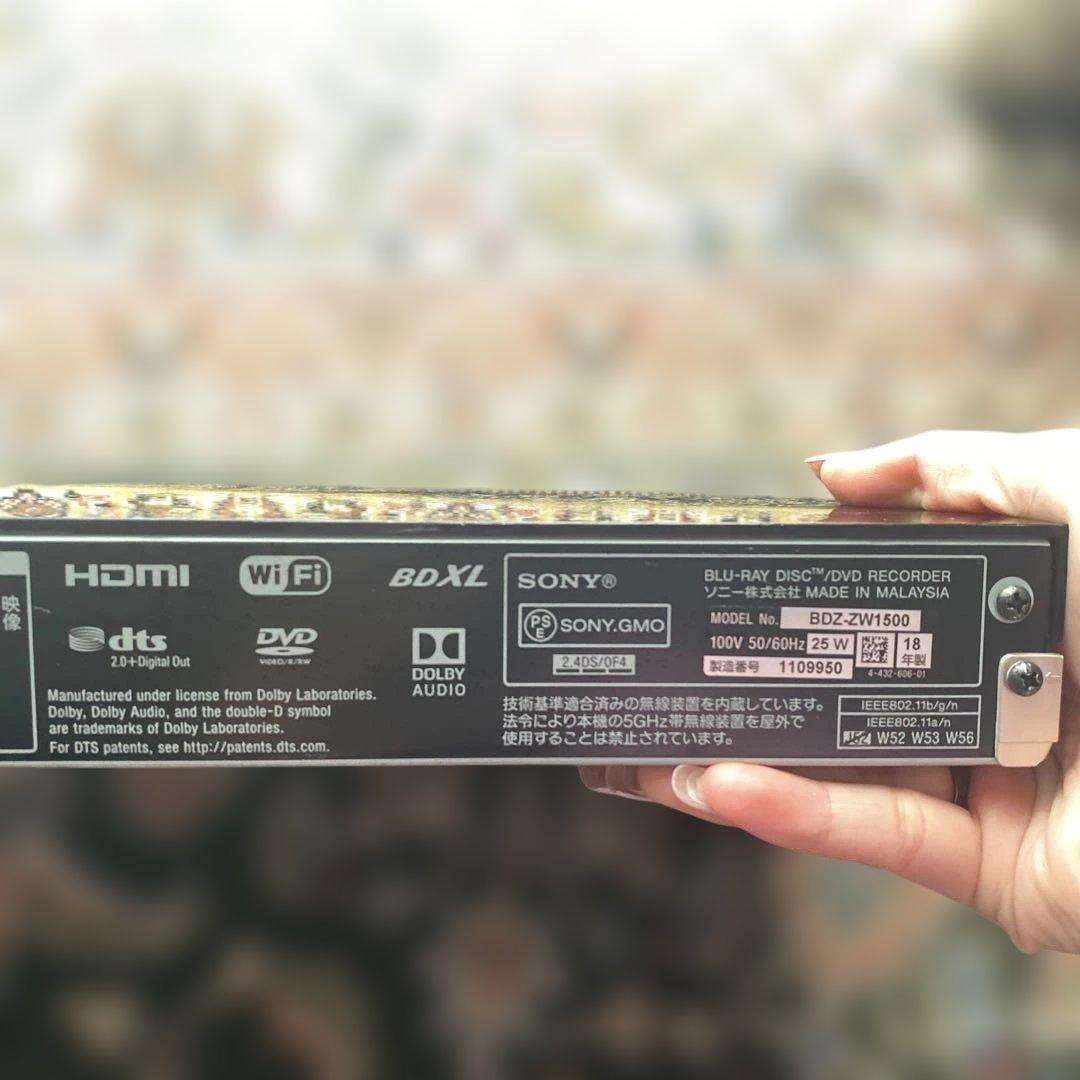 映像
HDMI
Wi Fi
BDXL
dts
2.0+Digital Out
DVD
VIDEO/R/RW
DOLBY
AUDIO
Manufactured under license from Dolby Laboratories.
Dolby, Dolby Audio, and the double-D symbol
are trademarks of Dolby Laboratories.
For DTS patents, see http://patents.dts.com.
SONY®
PS
E
SONY.GMO
2.4DS/OF4
BLU-RAY DISC™/DVD RECORDER
ソニー株式会社 MADE IN MALAYSIA
MODEL No. BDZ-ZW1500
100V 50/60Hz 25 W
18
年製
製造番号 1109950
4-432-606-01
技術基準適合済みの無線装置を内蔵しています。
法令により本機の5GHz帯無線装置を屋外で
使用することは禁止されています。
IEEE802.11b/g/n
IEEE802.11a/n
J52 W52 W53 W56